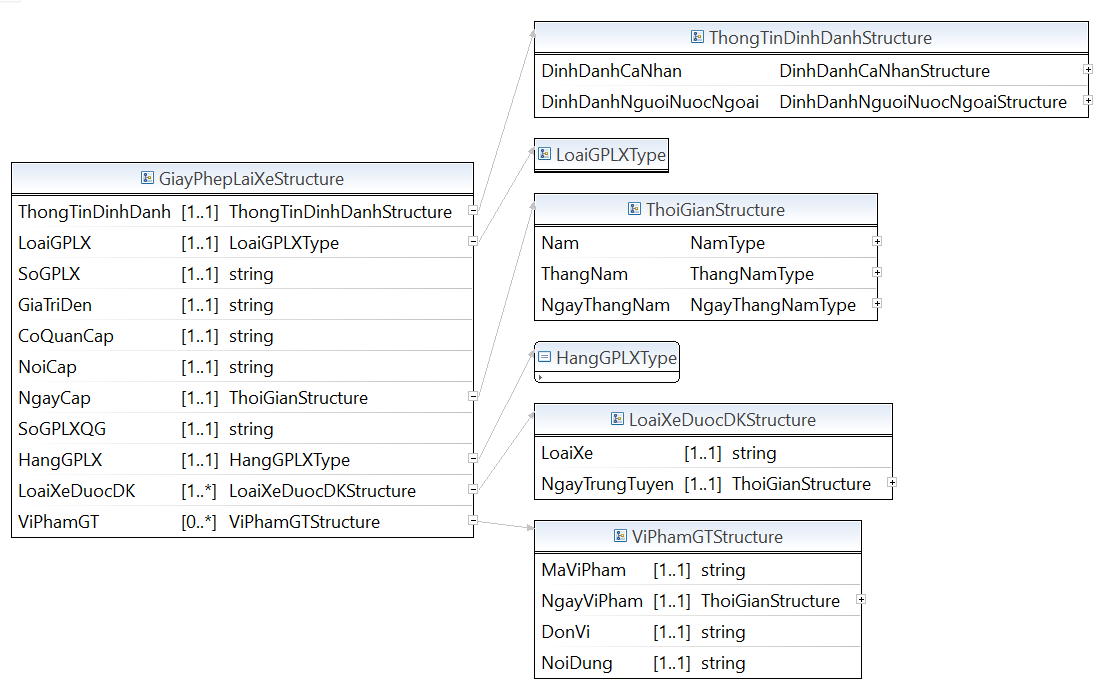 GiayPhepLaiXeStructure
ThongTinDinhDanh [1..1] ThongTinDinhDanhStructure
LoaiGPLX [1..1] LoaiGPLXType
SoGPLX [1..1] string
GiaTriDen [1..1] string
CoQuanCap [1..1] string
NoiCap [1..1] string
NgayCap [1..1] ThoiGianStructure
SoGPLXQG [1..1] string
HangGPLX [1..1] HangGPLXType
LoaiXeDuocDK [1..*] LoaiXeDuocDKStructure
ViPhamGT [0..*] ViPhamGTStructure
ThongTinDinhDanhStructure
DinhDanhCaNhan DinhDanhCaNhanStructure
DinhDanhNguoiNuocNgoai DinhDanhNguoiNuocNgoaiStructure
LoaiGPLXType
ThoiGianStructure
Nam NamType
ThangNam ThangNamType
NgayThangNam NgayThangNamType
HangGPLXType
LoaiXeDuocDKStructure
LoaiXe [1..1] string
NgayTrungTuyen [1..1] ThoiGianStructure
ViPhamGTStructure
MaViPham [1..1] string
NgayViPham [1..1] ThoiGianStructure
DonVi [1..1] string
NoiDung [1..1] string